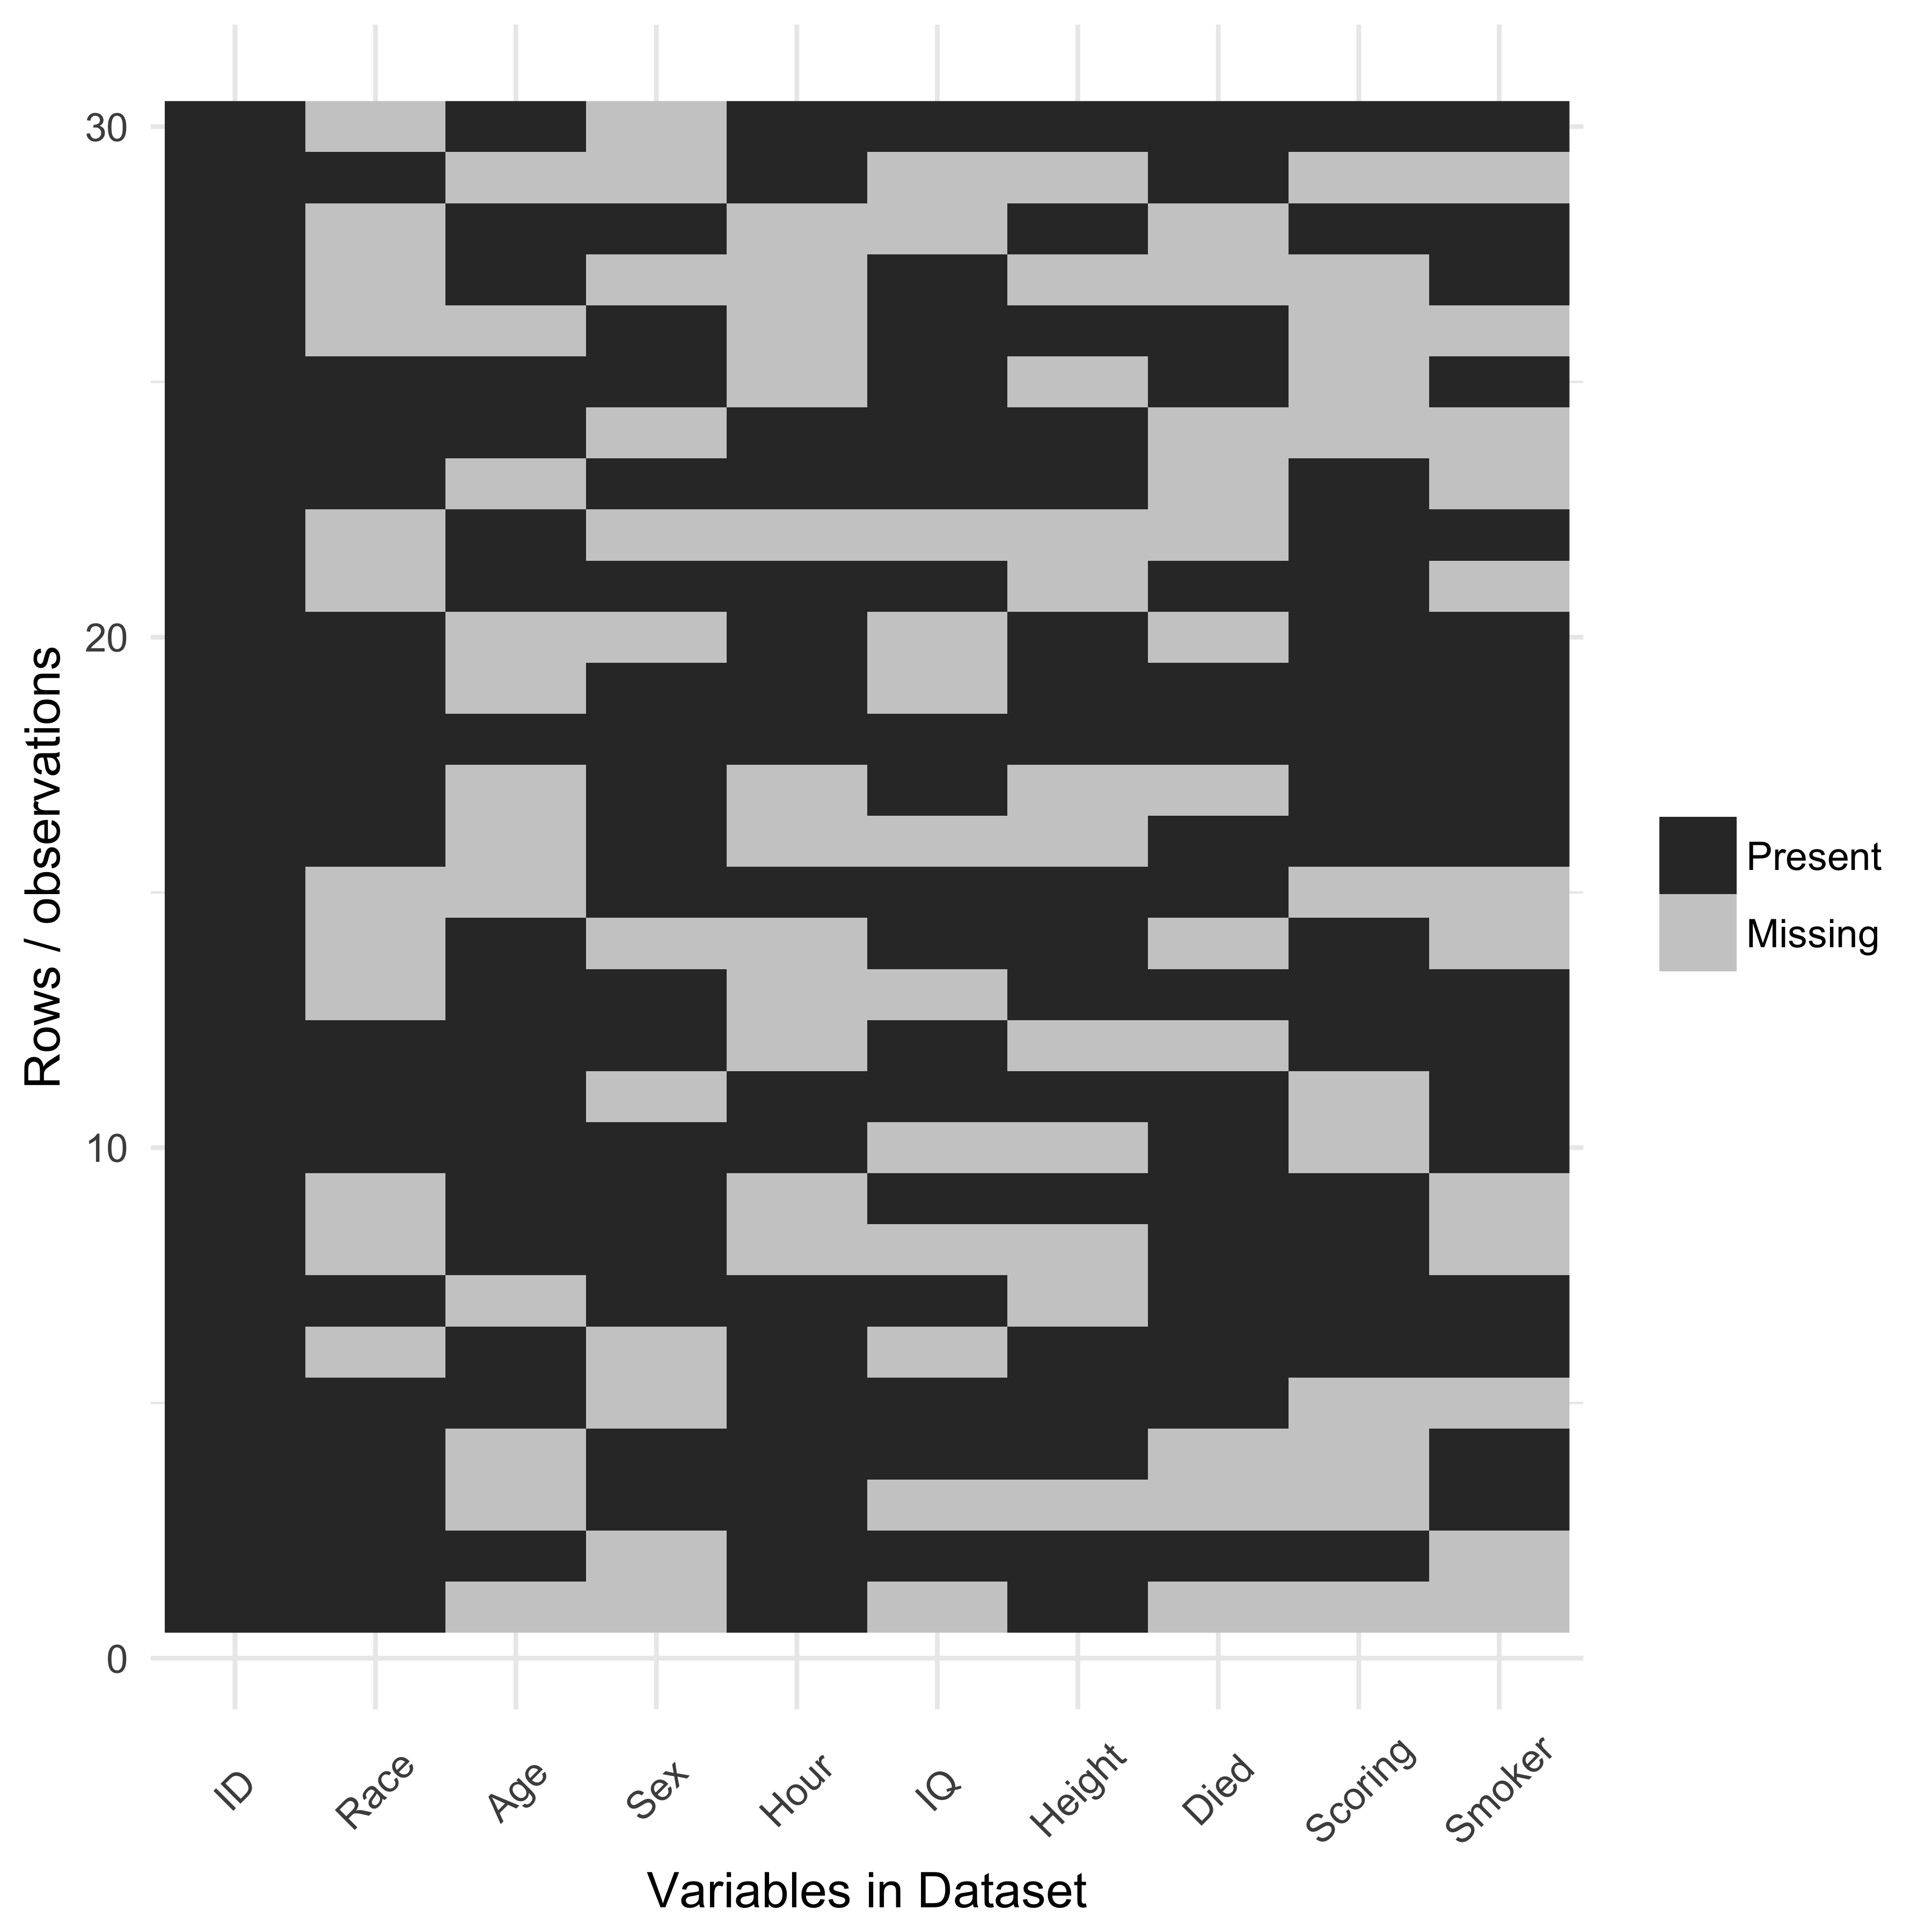 30
20
10
0
Rows / observations
ID Race Age Sex Hour IQ Height Died Scoring Smoker
Variables in Dataset
Present
Missing